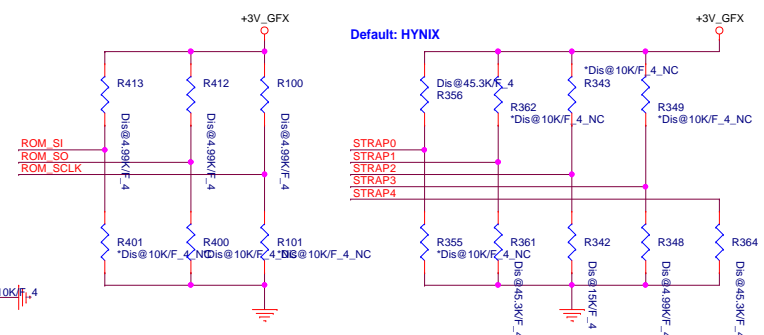 +3V_GFX
R413
R412
R100
Dis@4.99K/F_4
Dis@4.99K/F_4
Dis@4.99K/F_4
ROM_SI
ROM_SO
ROM_SCLK
R401
*Dis@10K/F_4_NC
R400
*Dis@10K/F_4_NC
R101
*Dis@10K/F_4_NC
10K/F_4
Default: HYNIX
+3V_GFX
Dis@45.3K/F_4
R356
R362
*Dis@10K/F_4_NC
*Dis@10K/F_4_NC
R343
R349
*Dis@10K/F_4_NC
STRAP0
STRAP1
STRAP2
STRAP3
STRAP4
R355
*Dis@10K/F_4_NC
R361
Dis@45.3K/F_4
R342
Dis@15K/F_4
R348
Dis@4.99K/F_4
R364
Dis@45.3K/F_4